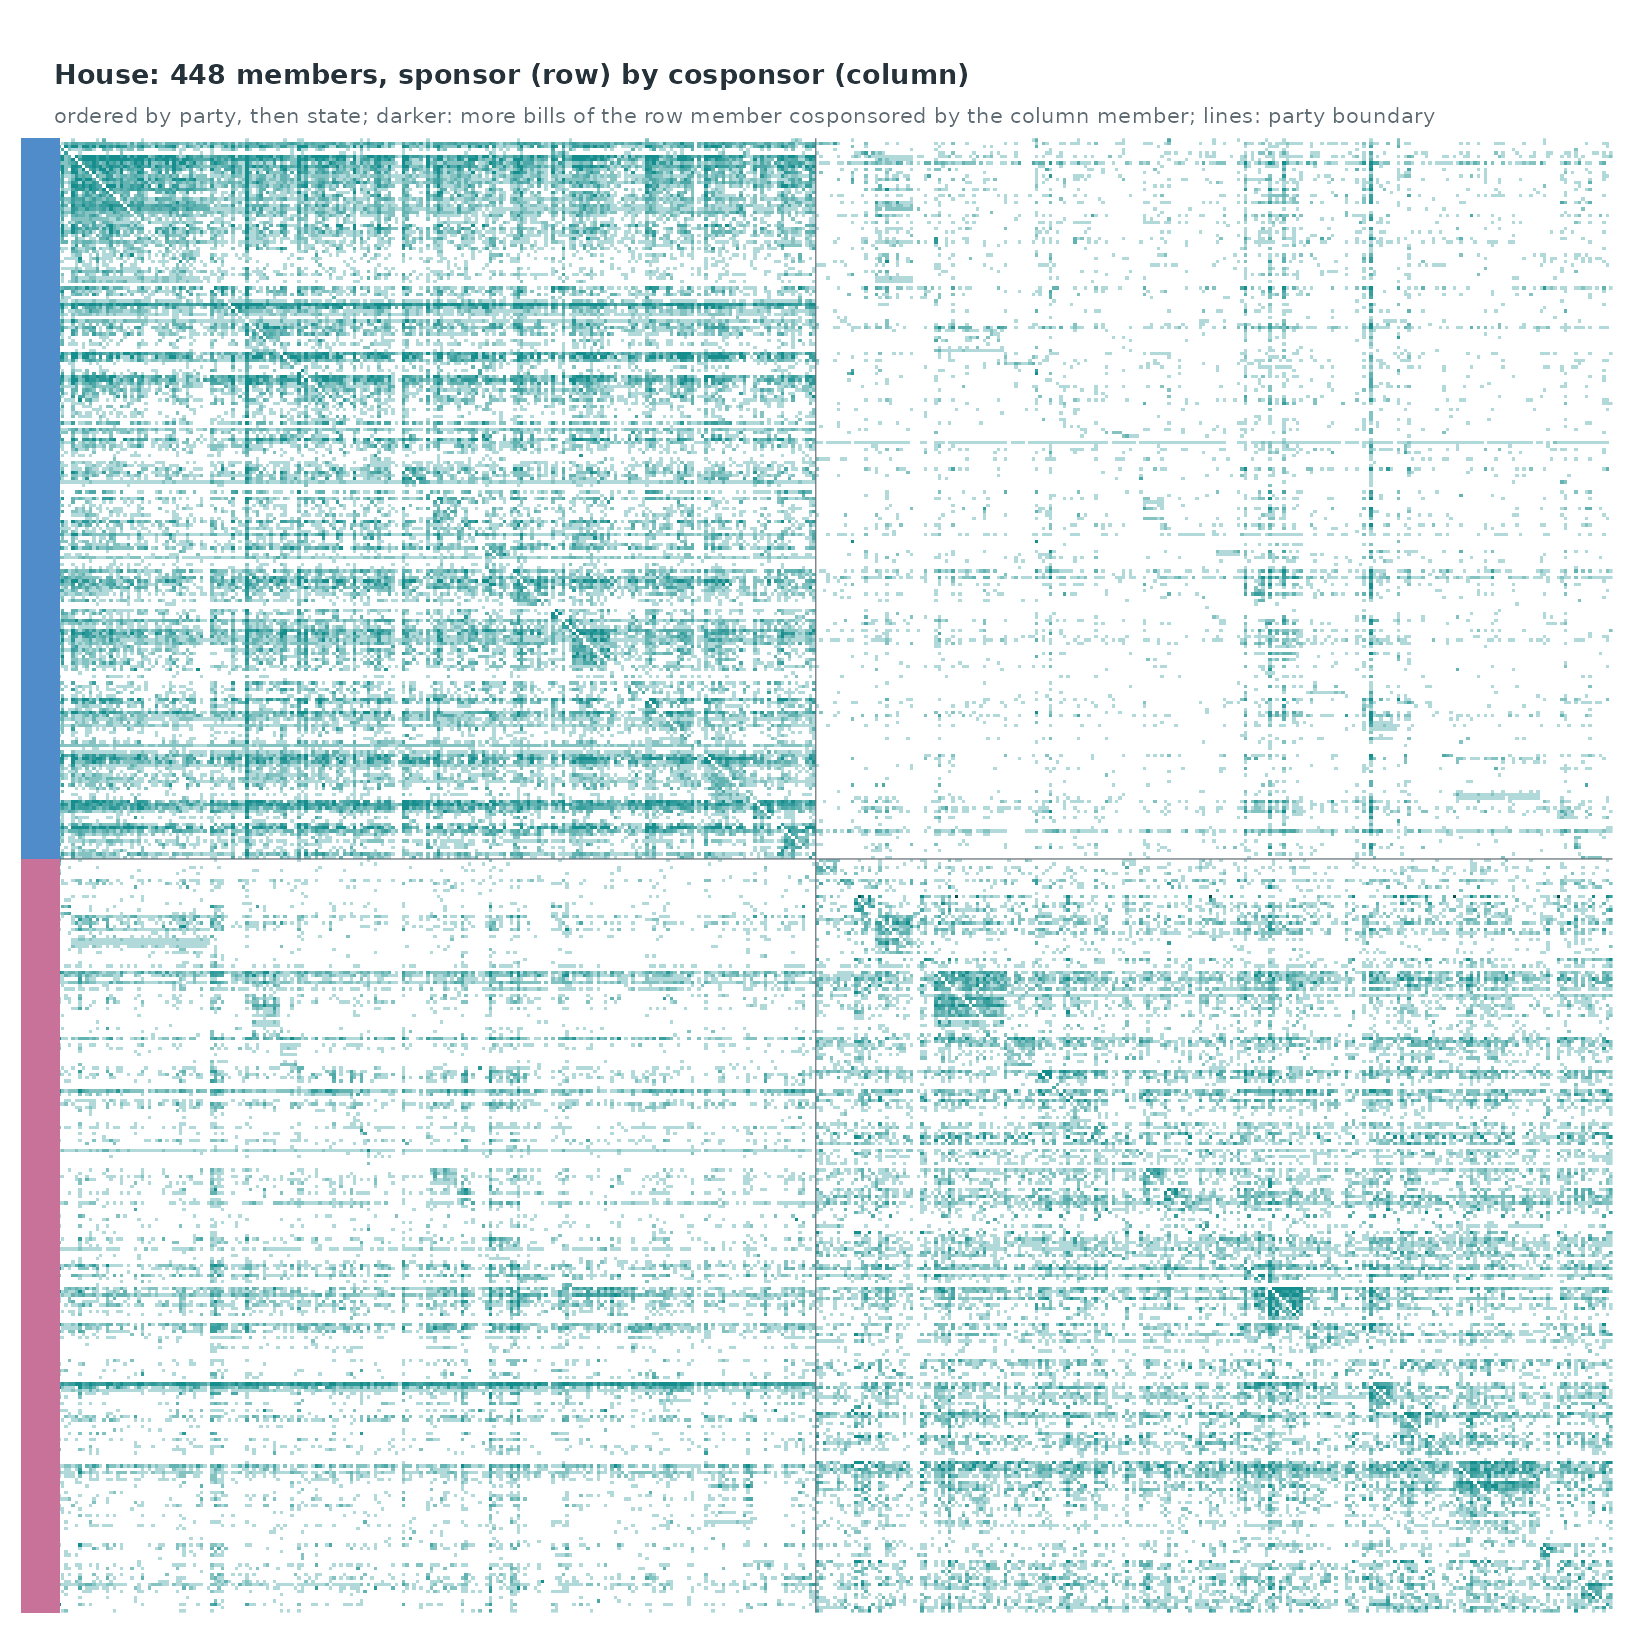 House: 448 members, sponsor (row) by cosponsor (column)
ordered by party, then state; darker: more bills of the row member cosponsored by the column member; lines: party boundary